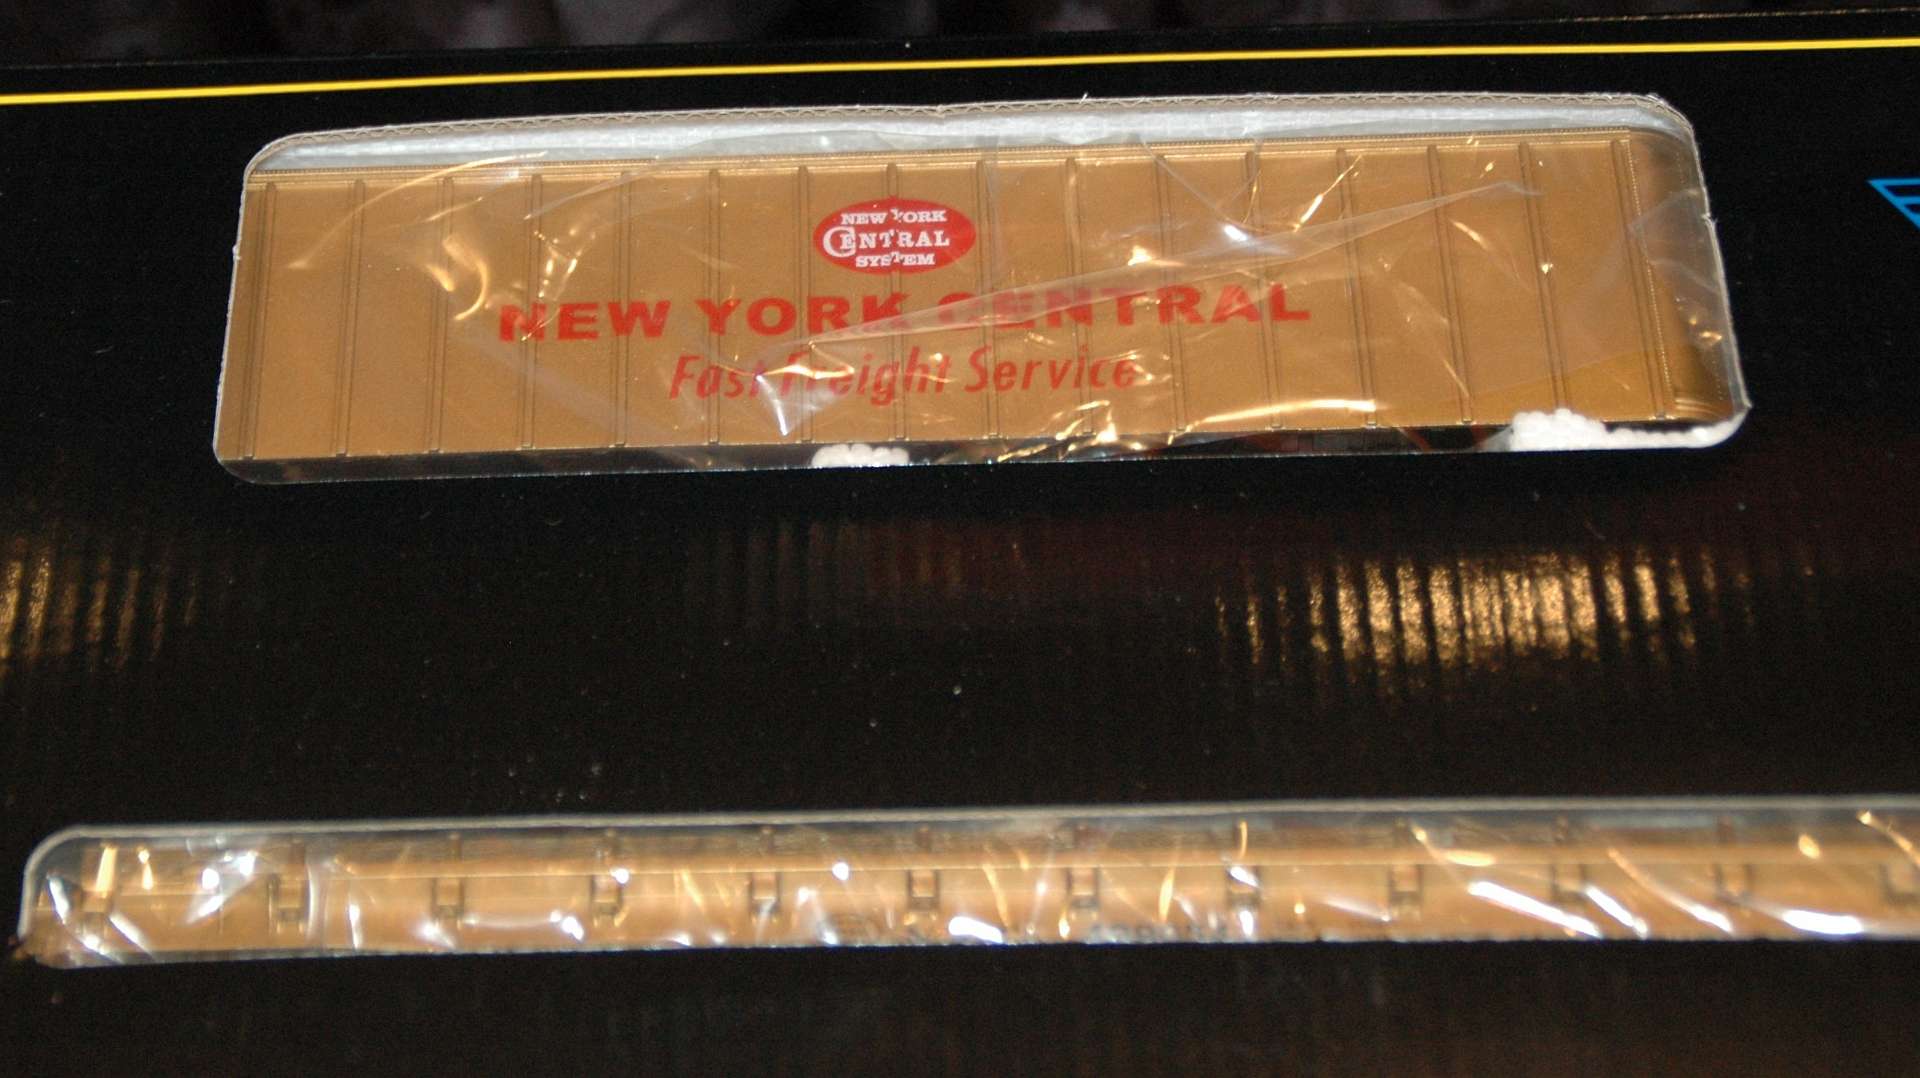 NEW YORK
CENTRAL
SYSTEM
NEW YORK CENTRAL
Fast Freight Service